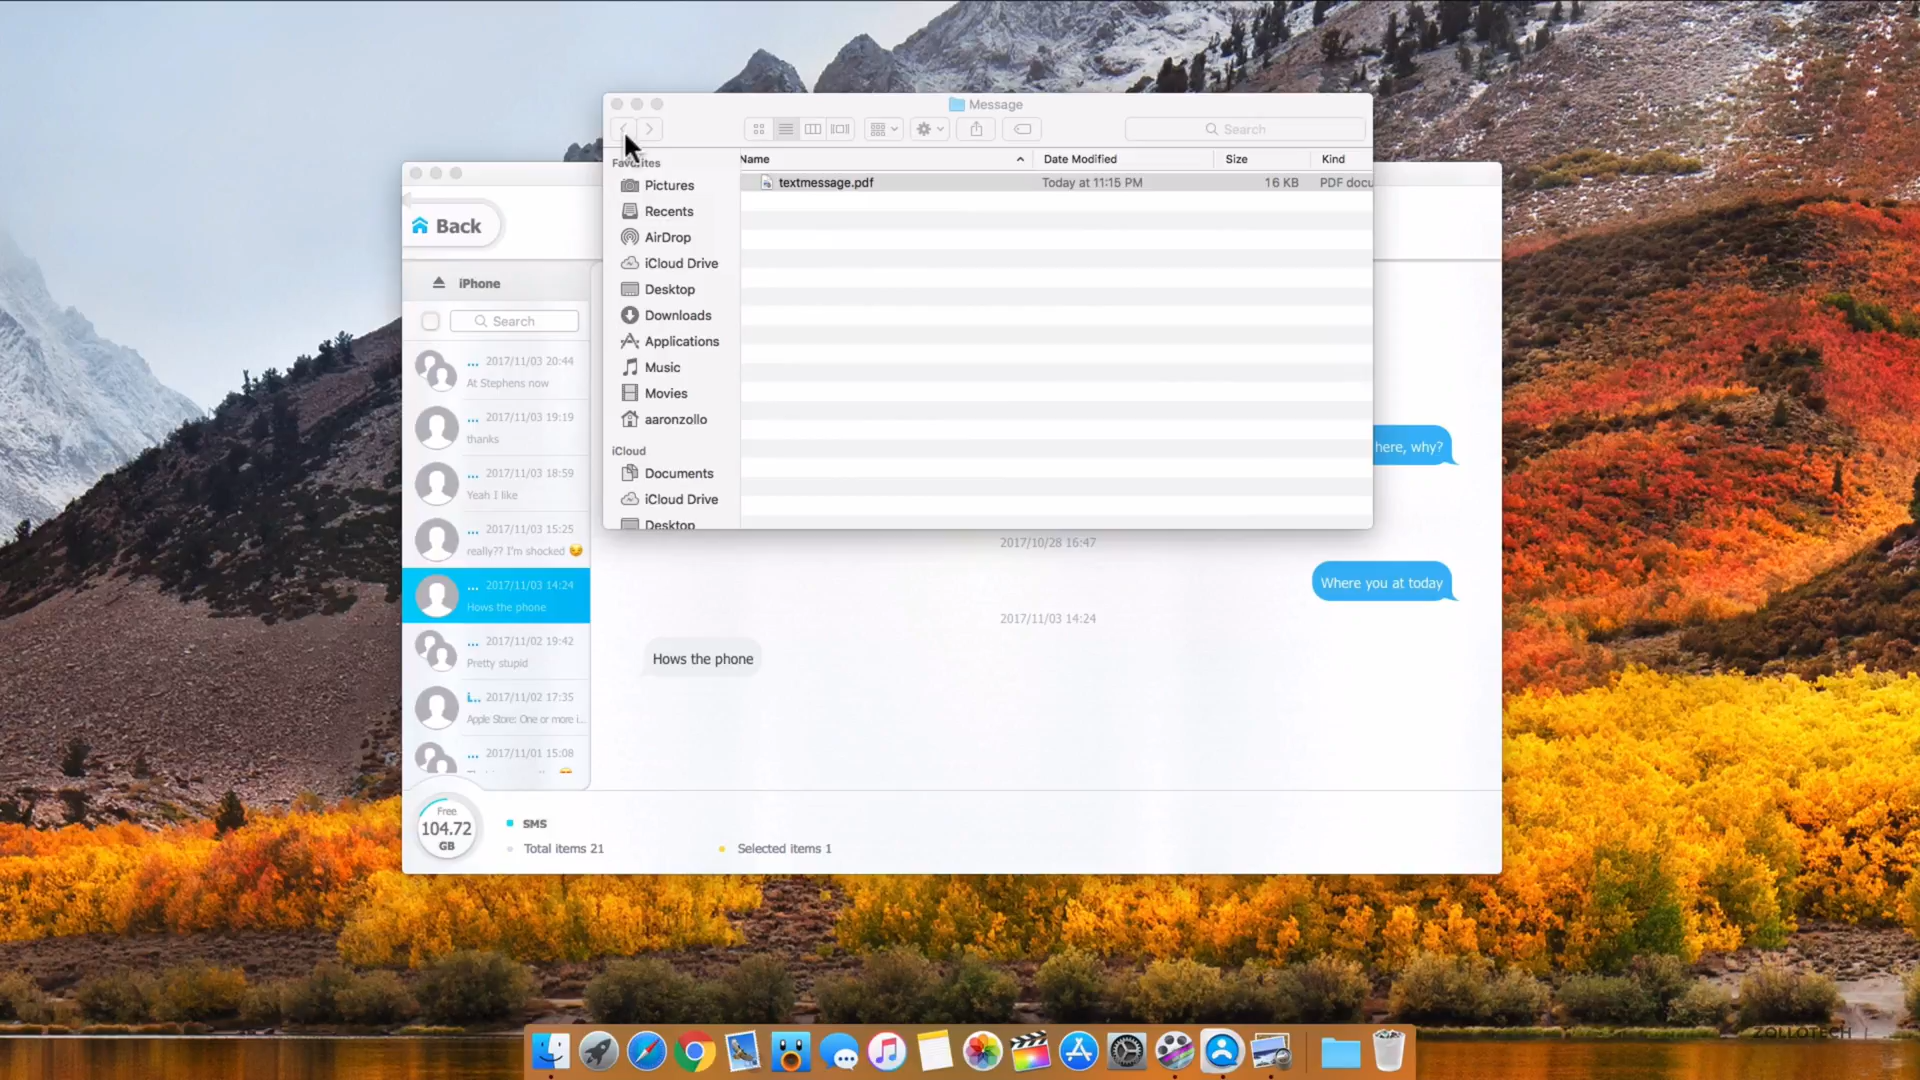 Message
Search
Favorites
Pictures
Recents
AirDrop
iCloud Drive
Desktop
Downloads
Applications
Music
Movies
aaronzollo
iCloud
Documents
iCloud Drive
Desktop
Name
Date Modified
Size
Kind
textmessage.pdf
Today at 11:15 PM
16 KB
PDF docu
Back
iPhone
Search
... 2017/11/03 20:44
At Stephens now
... 2017/11/03 19:19
thanks
... 2017/11/03 18:59
Yeah I like
... 2017/11/03 15:25
really?? I'm shocked 😏
... 2017/11/03 14:24
Hows the phone
... 2017/11/02 19:42
Pretty stupid
i... 2017/11/02 17:35
Apple Store: One or more i...
... 2017/11/01 15:08
here, why?
2017/10/28 16:47
Where you at today
2017/11/03 14:24
Hows the phone
Free
104.72
GB
SMS
Total items 21
Selected items 1
ZOLLOTECH